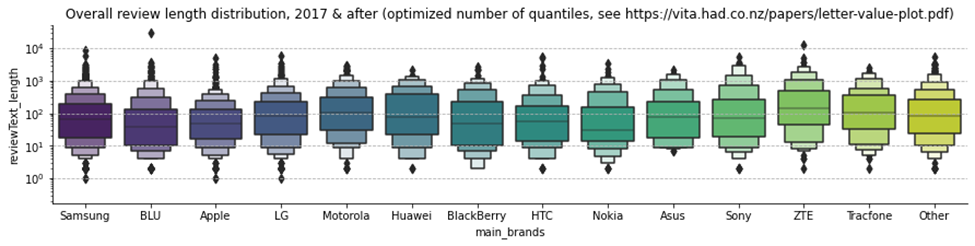 Overall review length distribution, 2017 & after (optimized number of quantiles, see https://vita.had.co.nz/papers/letter-value-plot.pdf)
reviewText_length
10⁴
10³
10²
10¹
10⁰
Samsung BLU Apple LG Motorola Huawei BlackBerry HTC Nokia Asus Sony ZTE Tracfone Other
main_brands